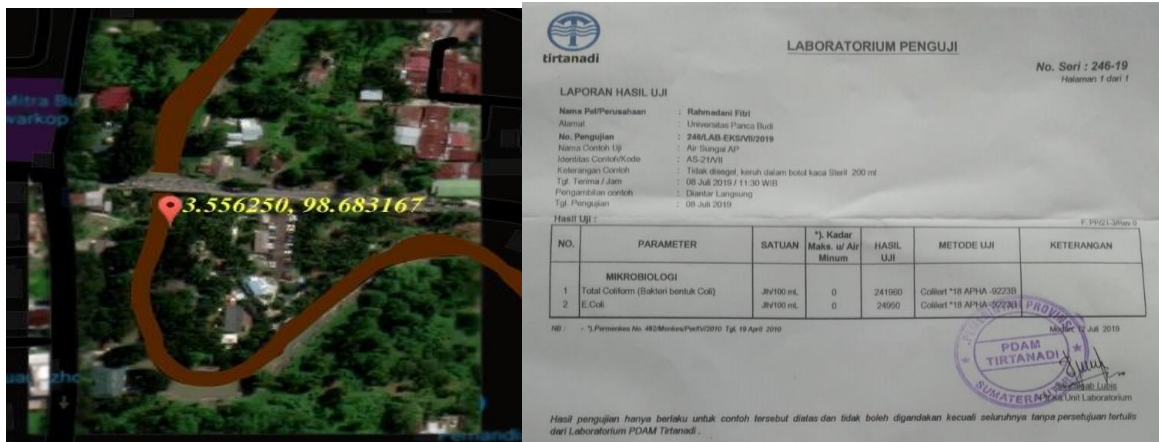 Mitra Bu
warkop
3.556250, 98.683167
tirtanadi
LABORATORIUM PENGUJI
No. Seri : 246-19
Halaman 1 dari 1
LAPORAN HASIL UJI
Nama Pel/Perusahaan : Rahmadani Fitri
Alamat : Universitas Panca Budi
No. Pengujian : 246/LAB-EKS/VII/2019
Nama Contoh Uji : Air Sungai AP
Identitas Contoh/Kode : AS-21/VII
Keterangan Contoh : Tidak disegel, keruh dalam botol kaca Steril 200 ml
Tgl. Terima / Jam : 08 Juli 2019 / 11:30 WIB
Pengambilan contoh : Diantar Langsung
Tgl. Pengujian : 08 Juli 2019
Hasil Uji :
NO. PARAMETER SATUAN *). Kadar Maks. u/ Air Minum HASIL UJI METODE UJI KETERANGAN
MIKROBIOLOGI
1 Total Coliform (Bakteri bentuk Coli) Jlh/100 mL 0 241960 Colilert *18 APHA -9223B
2 E.Coli Jlh/100 mL 0 24950 Colilert *18 APHA -9223B
NB : - *).Permenkes No. 492/Menkes/Per/IV/2010 Tgl. 19 April 2010
Medan, 12 Juli 2019
PROVINSI
PDAM
TIRTANADI
SUMATERA UTARA
Lubis
Unit Laboratorium
Hasil pengujian hanya berlaku untuk contoh tersebut diatas dan tidak boleh digandakan kecuali seluruhnya tanpa persetujuan tertulis
dari Laboratorium PDAM Tirtanadi .